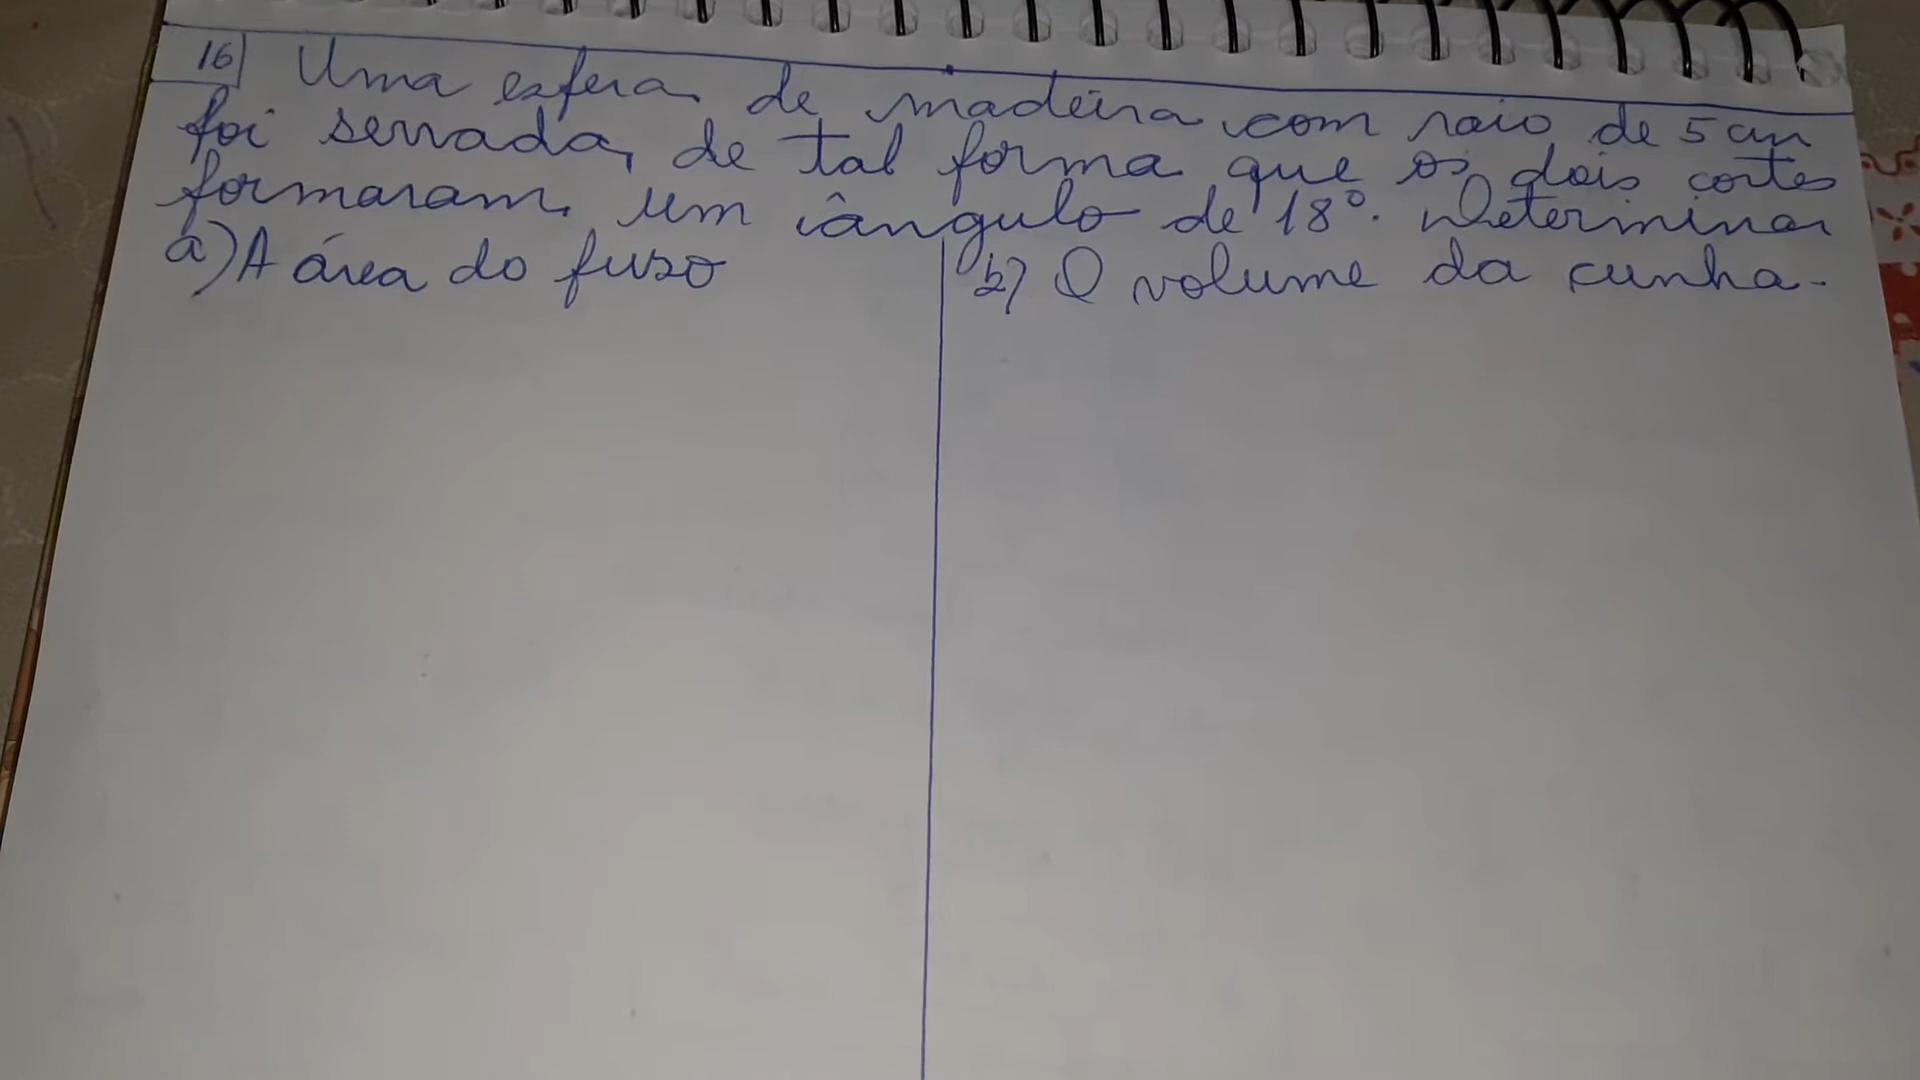 16) Uma esfera de madeira com raio de 5 cm
foi serrada, de tal forma que os dois cortes
formaram um ângulo de 18°. Determinar
a) A área do fuso
b) O volume da cunha.